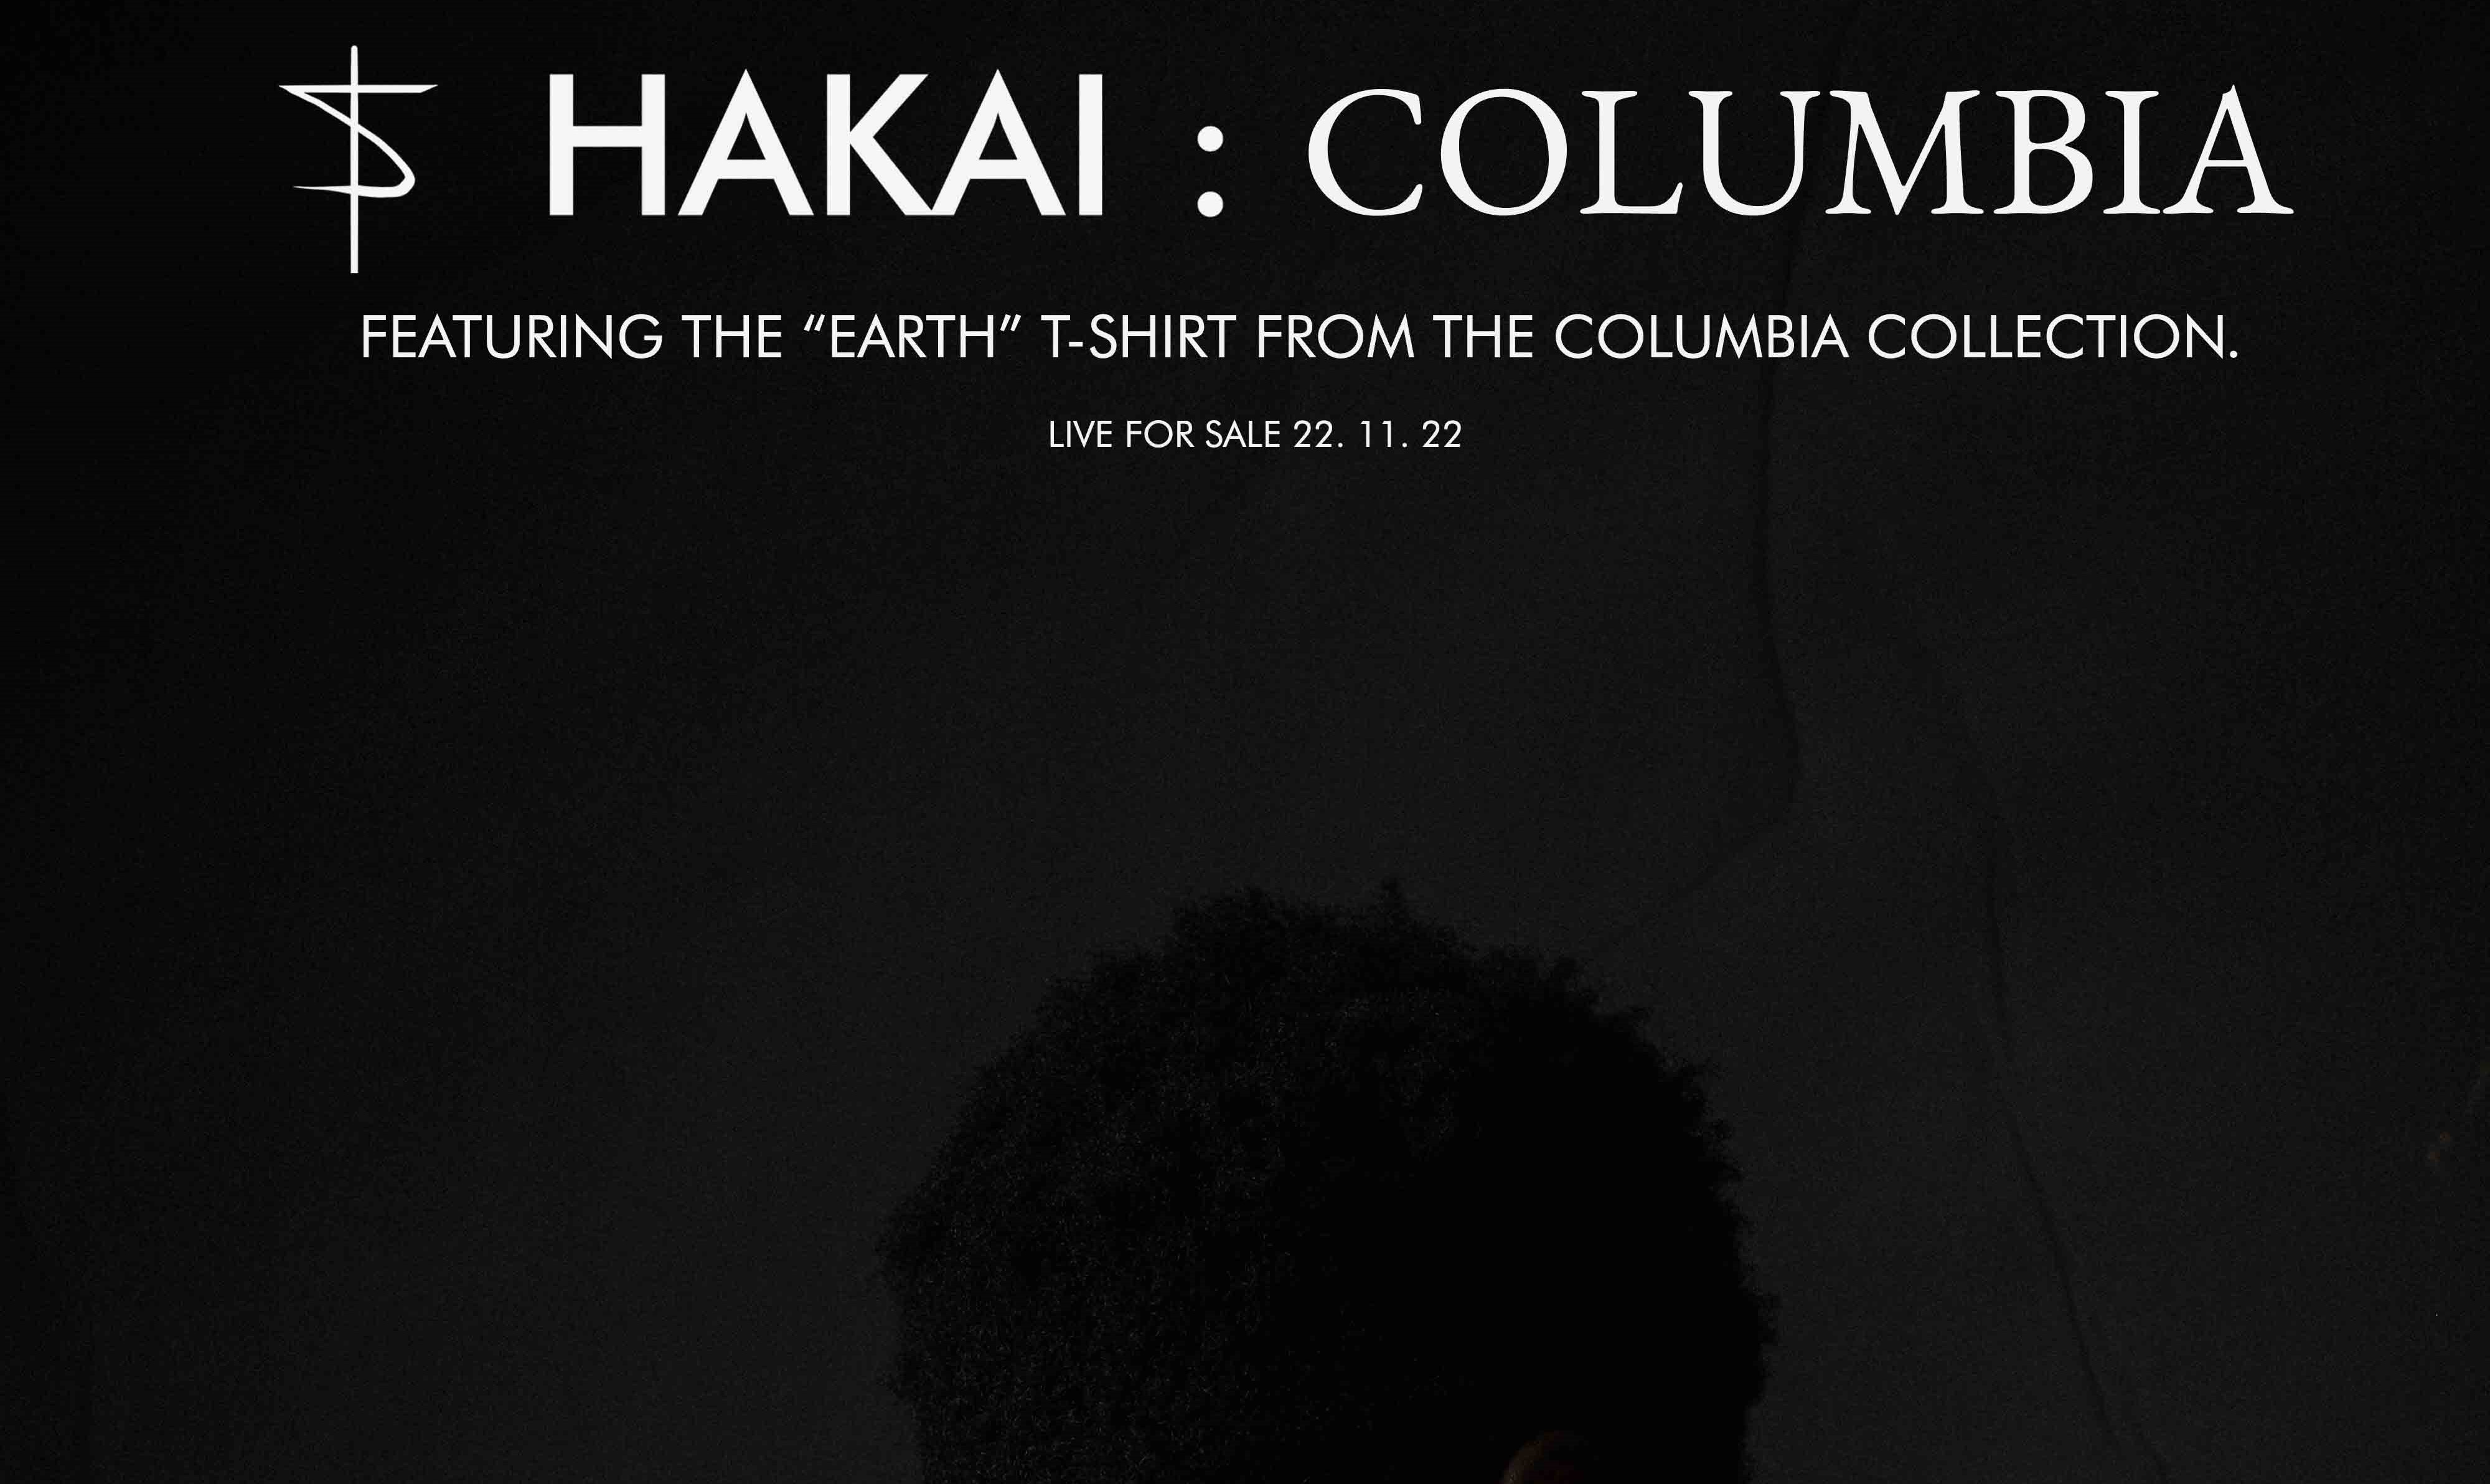 HAKAI : COLUMBIA
FEATURING THE “EARTH” T-SHIRT FROM THE COLUMBIA COLLECTION.
LIVE FOR SALE 22. 11. 22